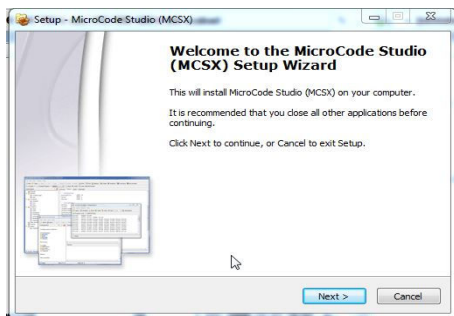 Setup - MicroCode Studio (MCSX)
Welcome to the MicroCode Studio
(MCSX) Setup Wizard
This will install MicroCode Studio (MCSX) on your computer.
It is recommended that you close all other applications before
continuing.
Click Next to continue, or Cancel to exit Setup.
Next > Cancel